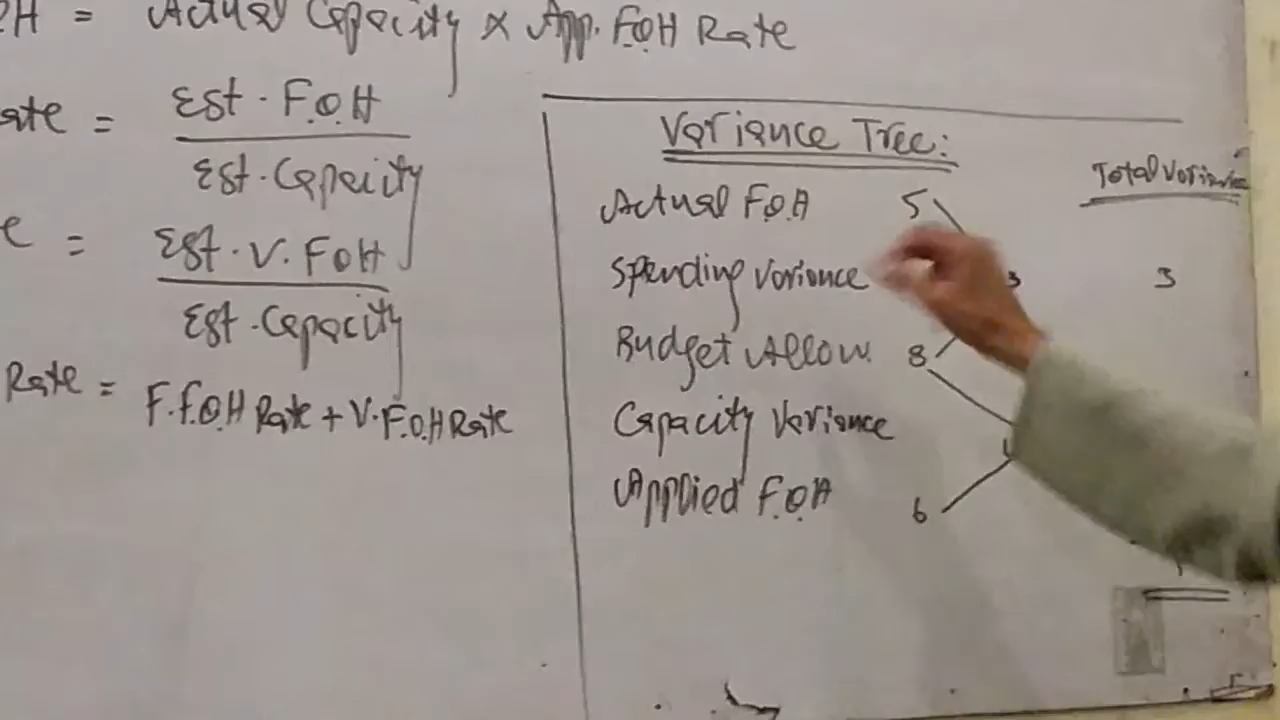 OH = Actual Capacity x App. F.O.H Rate
ate = Est. F.O.H
Est. Capacity
e = Est. V. FOH
Est. Capacity
Rate = F.F.O.H Rate + V.F.O.H Rate
Variance Tree:
Total Variance
Actual F.O.H 5
Spending Variance 3 3
Budget Allow. 8
Capacity Variance
Applied F.O.H 6